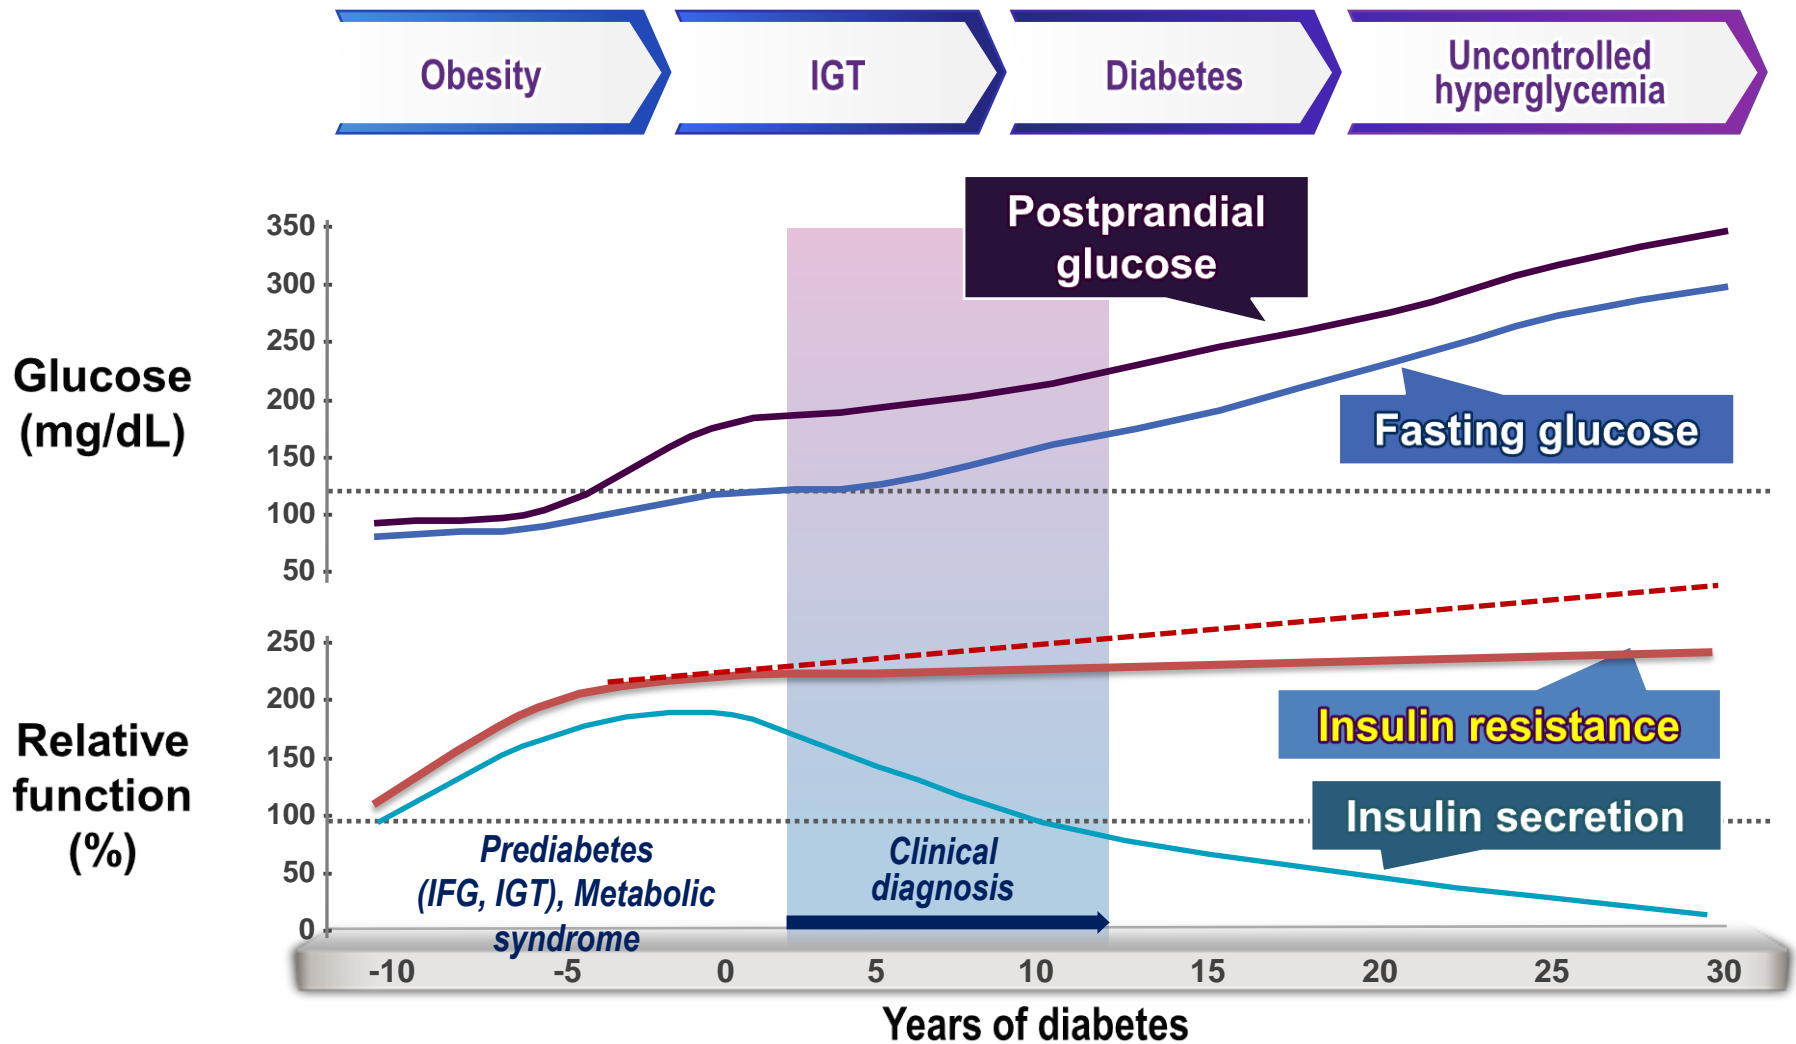 Obesity
IGT
Diabetes
Uncontrolled
hyperglycemia
Postprandial
glucose
350
300
250
200
150
100
50
Glucose
(mg/dL)
Fasting glucose
250
200
150
100
50
0
Relative
function
(%)
Insulin resistance
Insulin secretion
Prediabetes
(IFG, IGT), Metabolic
syndrome
Clinical
diagnosis
-10 -5 0 5 10 15 20 25 30
Years of diabetes